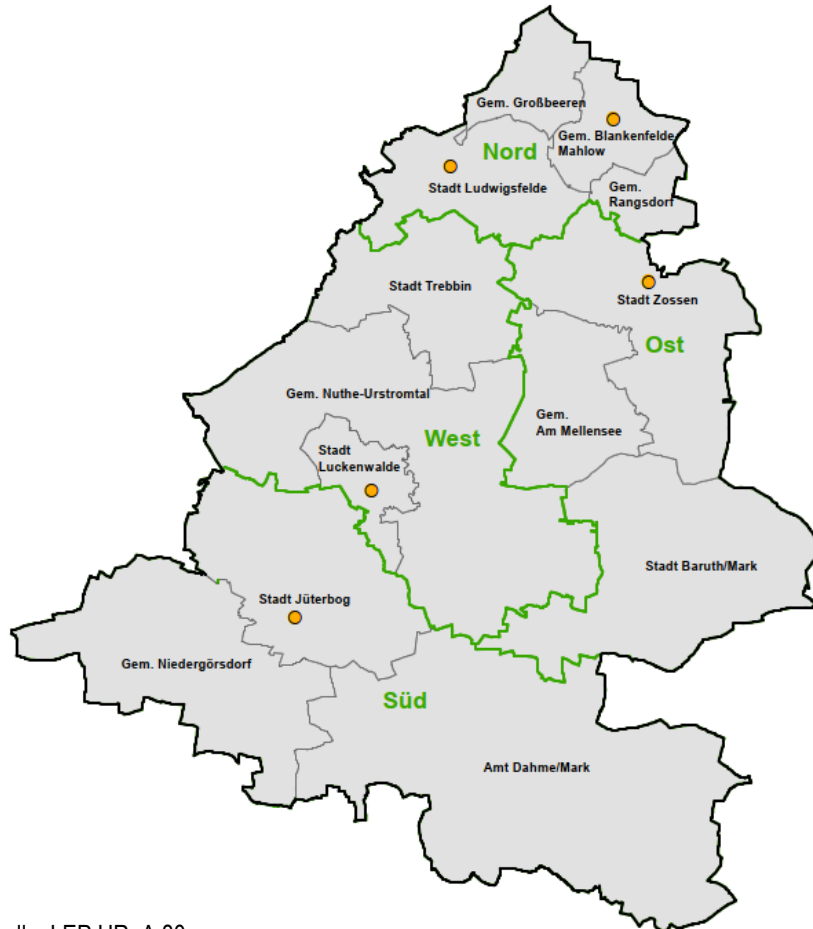 Gem. Großbeeren
Gem. Blankenfelde
Mahlow
Nord
Stadt Ludwigsfelde
Gem.
Rangsdorf
Stadt Trebbin
Stadt Zossen
Ost
Gem. Nuthe-Urstromtal
Gem.
Am Mellensee
West
Stadt
Luckenwalde
Stadt Baruth/Mark
Stadt Jüterbog
Gem. Niedergörsdorf
Süd
Amt Dahme/Mark